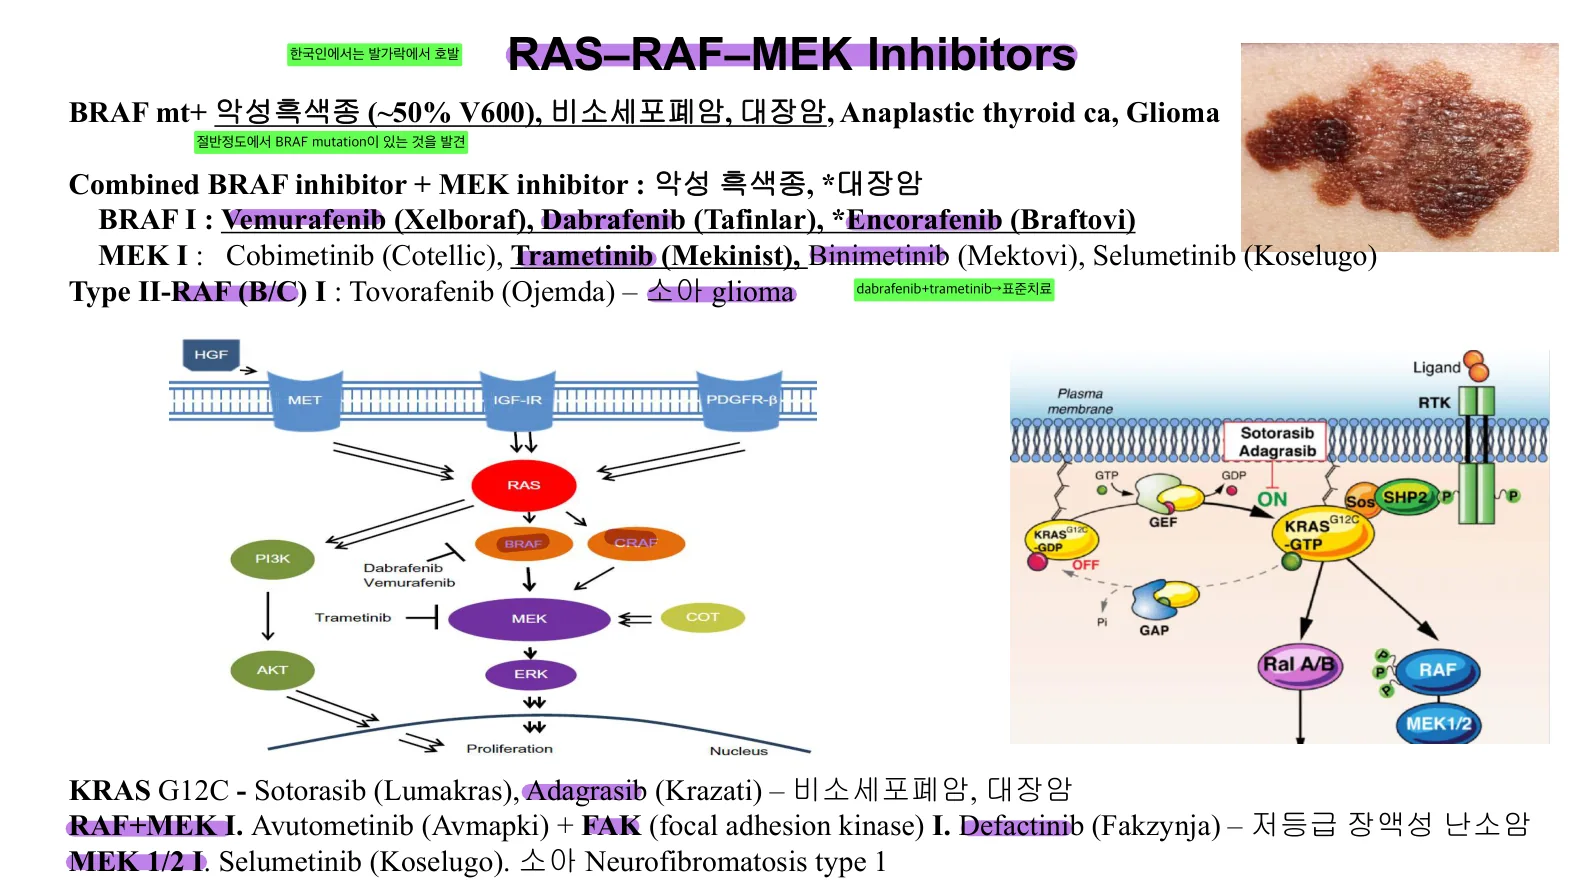 한국인에서는 발가락에서 호발
RAS–RAF–MEK Inhibitors
BRAF mt+ 악성흑색종 (~50% V600), 비소세포폐암, 대장암, Anaplastic thyroid ca, Glioma
절반정도에서 BRAF mutation이 있는 것을 발견
Combined BRAF inhibitor + MEK inhibitor : 악성 흑색종, *대장암
BRAF I : Vemurafenib (Xelboraf), Dabrafenib (Tafinlar), *Encorafenib (Braftovi)
MEK I : Cobimetinib (Cotellic), Trametinib (Mekinist), Binimetinib (Mektovi), Selumetinib (Koselugo)
Type II-RAF (B/C) I : Tovorafenib (Ojemda) – 소아 glioma
dabrafenib+trametinib→표준치료
HGF
MET
IGF-IR
PDGFR-β
RAS
BRAF
CRAF
PI3K
Dabrafenib
Vemurafenib
Trametinib
MEK
COT
AKT
ERK
Proliferation
Nucleus
Ligand
Plasma
membrane
RTK
Sotorasib
Adagrasib
GTP
GDP
ON
GEF
Sos
SHP2
P
P
KRAS G12C
-GDP
OFF
KRAS G12C
-GTP
Pi
GAP
Ral A/B
P
P
P
RAF
MEK1/2
KRAS G12C - Sotorasib (Lumakras), Adagrasib (Krazati) – 비소세포폐암, 대장암
RAF+MEK I. Avutometinib (Avmapki) + FAK (focal adhesion kinase) I. Defactinib (Fakzynja) – 저등급 장액성 난소암
MEK 1/2 I. Selumetinib (Koselugo). 소아 Neurofibromatosis type 1